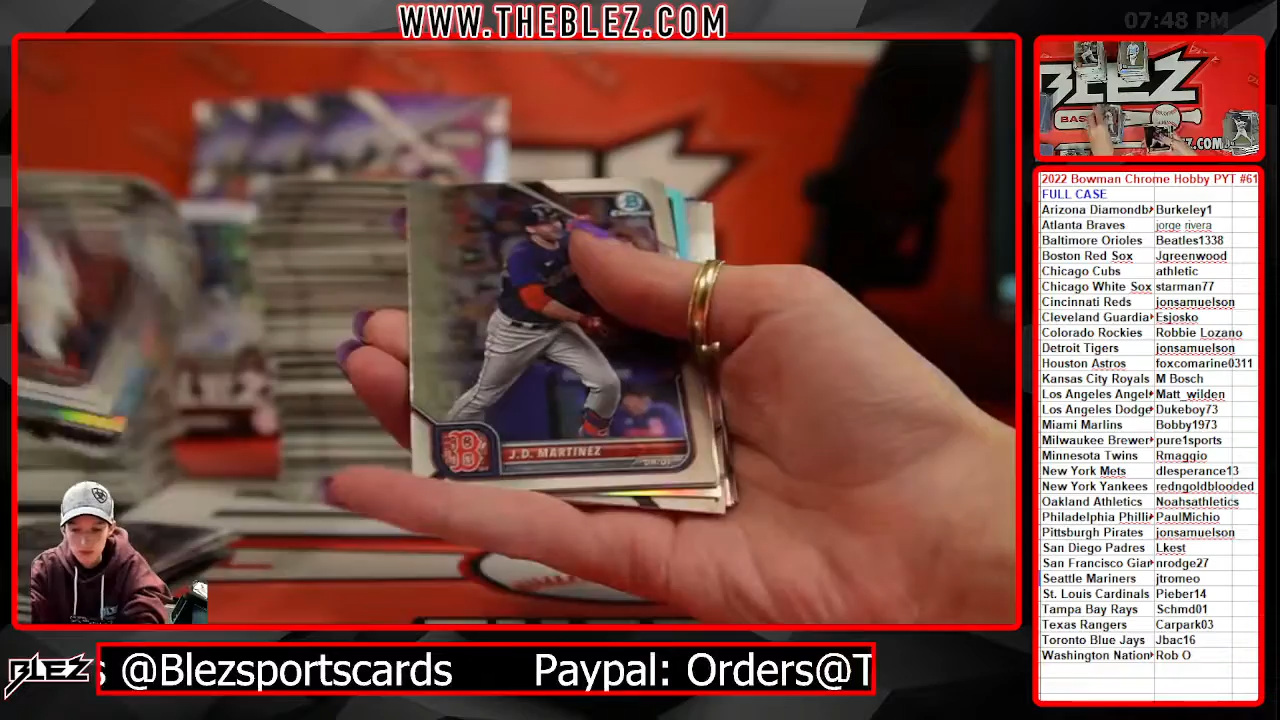 WWW.THEBLEZ.COM
07:48 PM
BLEZ
BAS
.COM
2022 Bowman Chrome Hobby PYT #61
FULL CASE
Arizona Diamondb Burkeley1
Atlanta Braves jorge rivera
Baltimore Orioles Beatles1338
Boston Red Sox Jgreenwood
Chicago Cubs athletic
Chicago White Sox starman77
Cincinnati Reds jonsamuelson
Cleveland Guardia Esjosko
Colorado Rockies Robbie Lozano
Detroit Tigers jonsamuelson
Houston Astros foxcomarine0311
Kansas City Royals M Bosch
Los Angeles Angel Matt_wilden
Los Angeles Dodge Dukeboy73
Miami Marlins Bobby1973
Milwaukee Brewer pure1sports
Minnesota Twins Rmaggio
New York Mets dlesperance13
New York Yankees redngoldblooded
Oakland Athletics Noahsathletics
Philadelphia Philli PaulMichio
Pittsburgh Pirates jonsamuelson
San Diego Padres Lkest
San Francisco Gian nrodge27
Seattle Mariners jtromeo
St. Louis Cardinals Pieber14
Tampa Bay Rays Schmd01
Texas Rangers Carpark03
Toronto Blue Jays Jbac16
Washington Nation Rob O
B
J.D. MARTINEZ
BLEZ
s @Blezsportscards Paypal: Orders@T